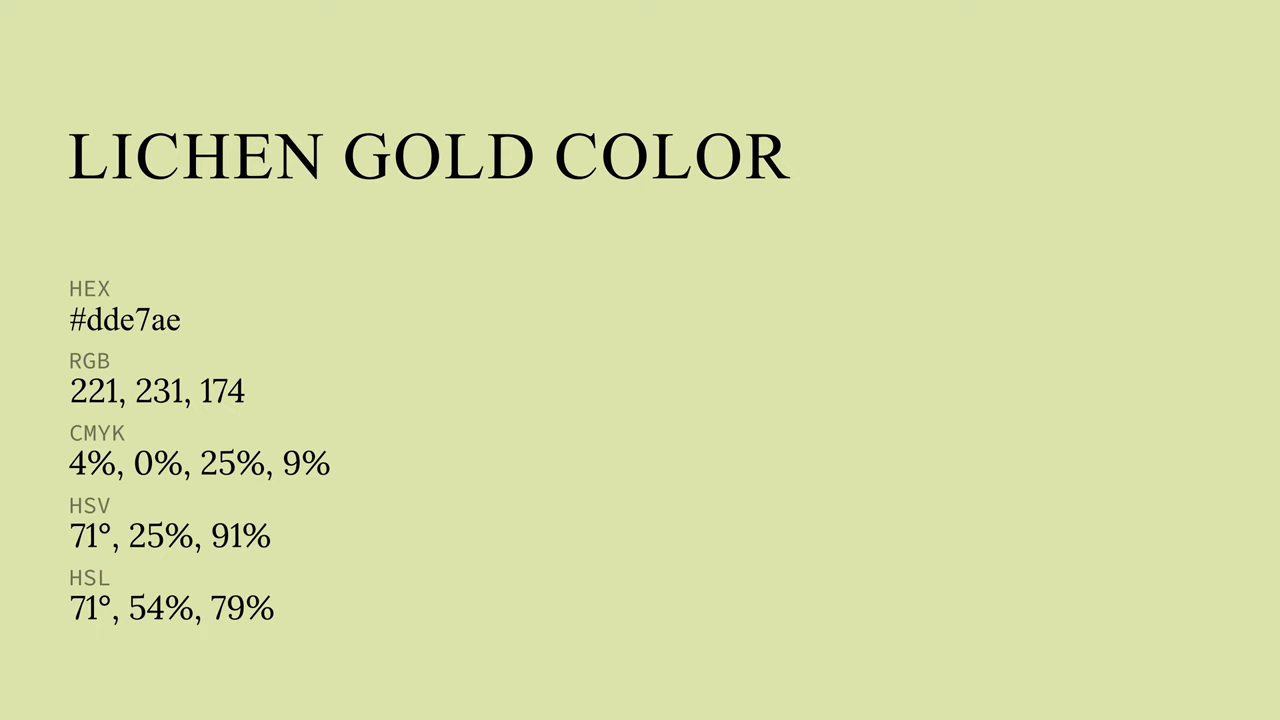 LICHEN GOLD COLOR
HEX
#dde7ae
RGB
221, 231, 174
CMYK
4%, 0%, 25%, 9%
HSV
71°, 25%, 91%
HSL
71°, 54%, 79%